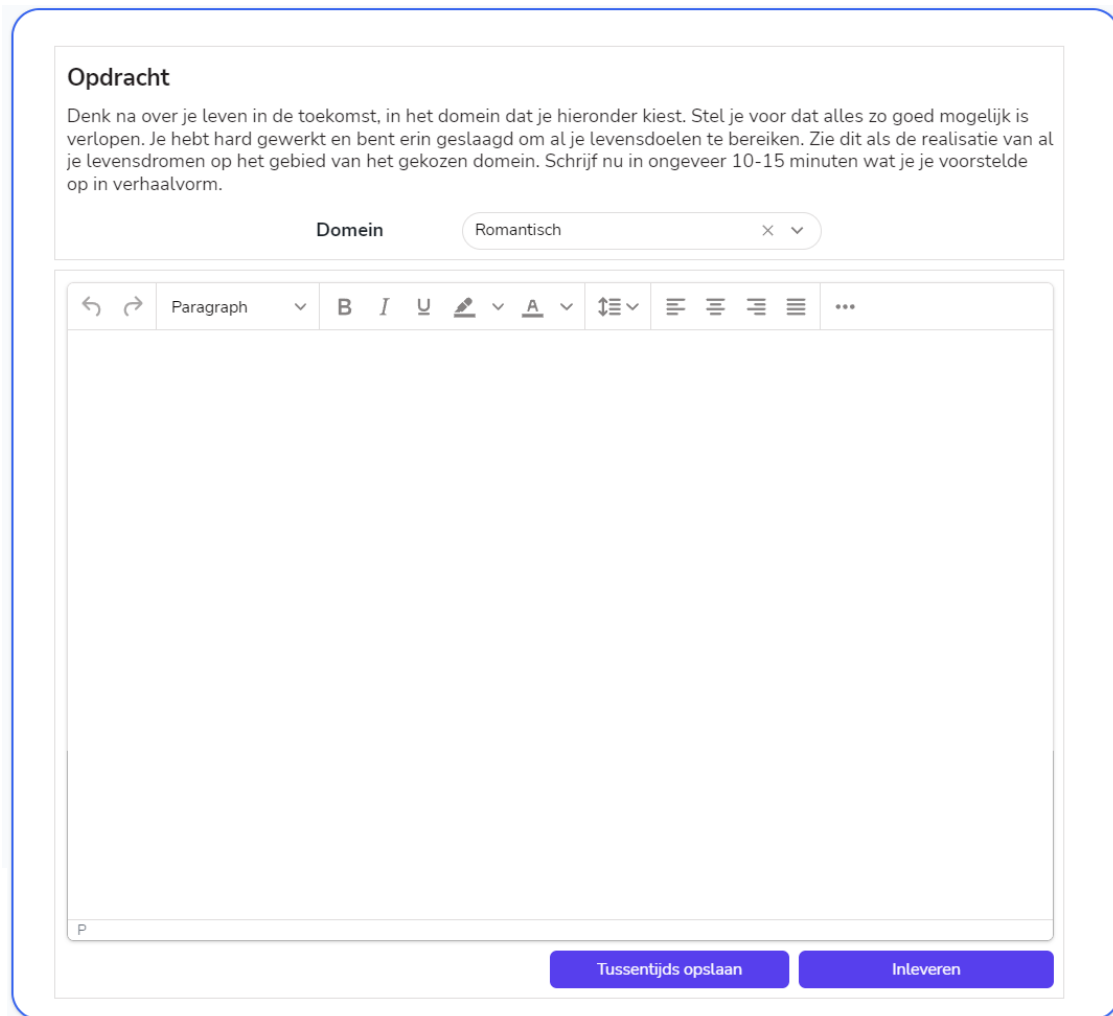 Opdracht
Denk na over je leven in de toekomst, in het domein dat je hieronder kiest. Stel je voor dat alles zo goed mogelijk is
verlopen. Je hebt hard gewerkt en bent erin geslaagd om al je levensdoelen te bereiken. Zie dit als de realisatie van al
je levensdromen op het gebied van het gekozen domein. Schrijf nu in ongeveer 10-15 minuten wat je je voorstelde
op in verhaalvorm.
Domein Romantisch
Paragraph B I U A
P
Tussentijds opslaan Inleveren